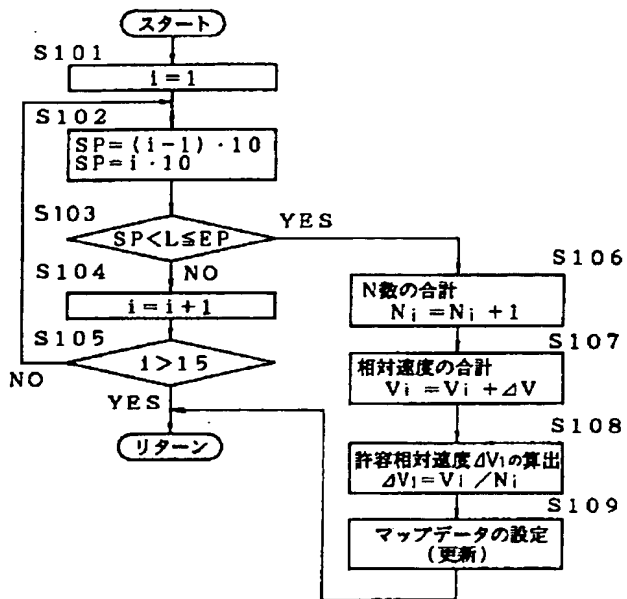 スタート
S101
i=1
S102
SP=(i-1)・10
SP=i・10
S103
SP<L≦EP
YES
NO
S104
i=i+1
S105
i>15
NO
YES
リターン
S106
N数の合計
Ni=Ni+1
S107
相対速度の合計
Vi=Vi+ΔV
S108
許容相対速度ΔV1の算出
ΔV1=Vi/Ni
S109
マップデータの設定
(更新)